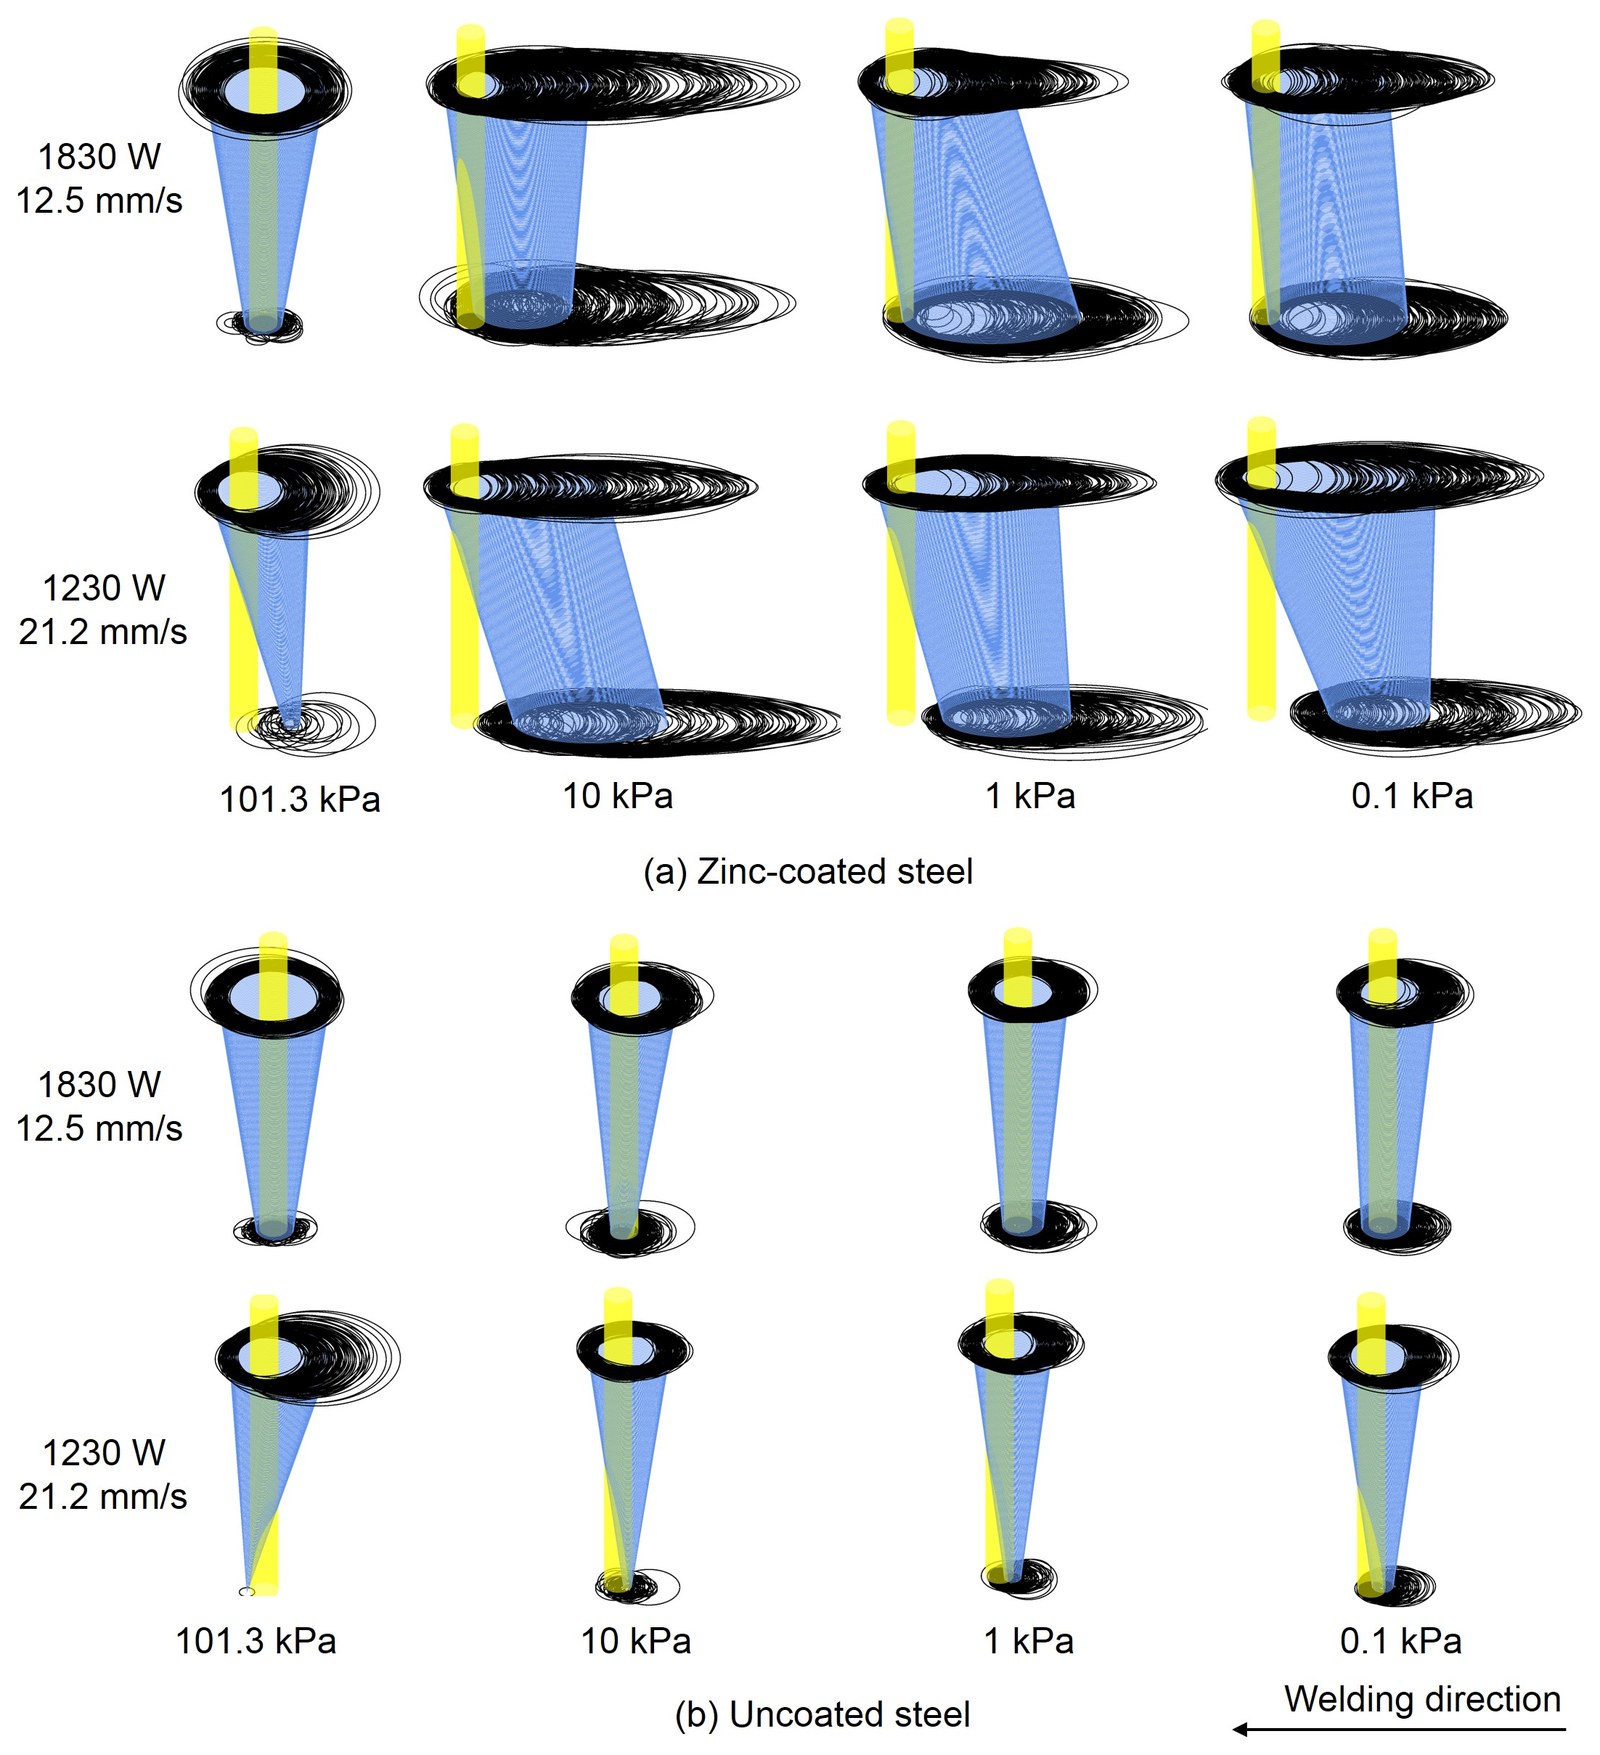 1830 W
12.5 mm/s
1230 W
21.2 mm/s
101.3 kPa
10 kPa
1 kPa
0.1 kPa
(a) Zinc-coated steel
1830 W
12.5 mm/s
1230 W
21.2 mm/s
101.3 kPa
10 kPa
1 kPa
0.1 kPa
(b) Uncoated steel
Welding direction